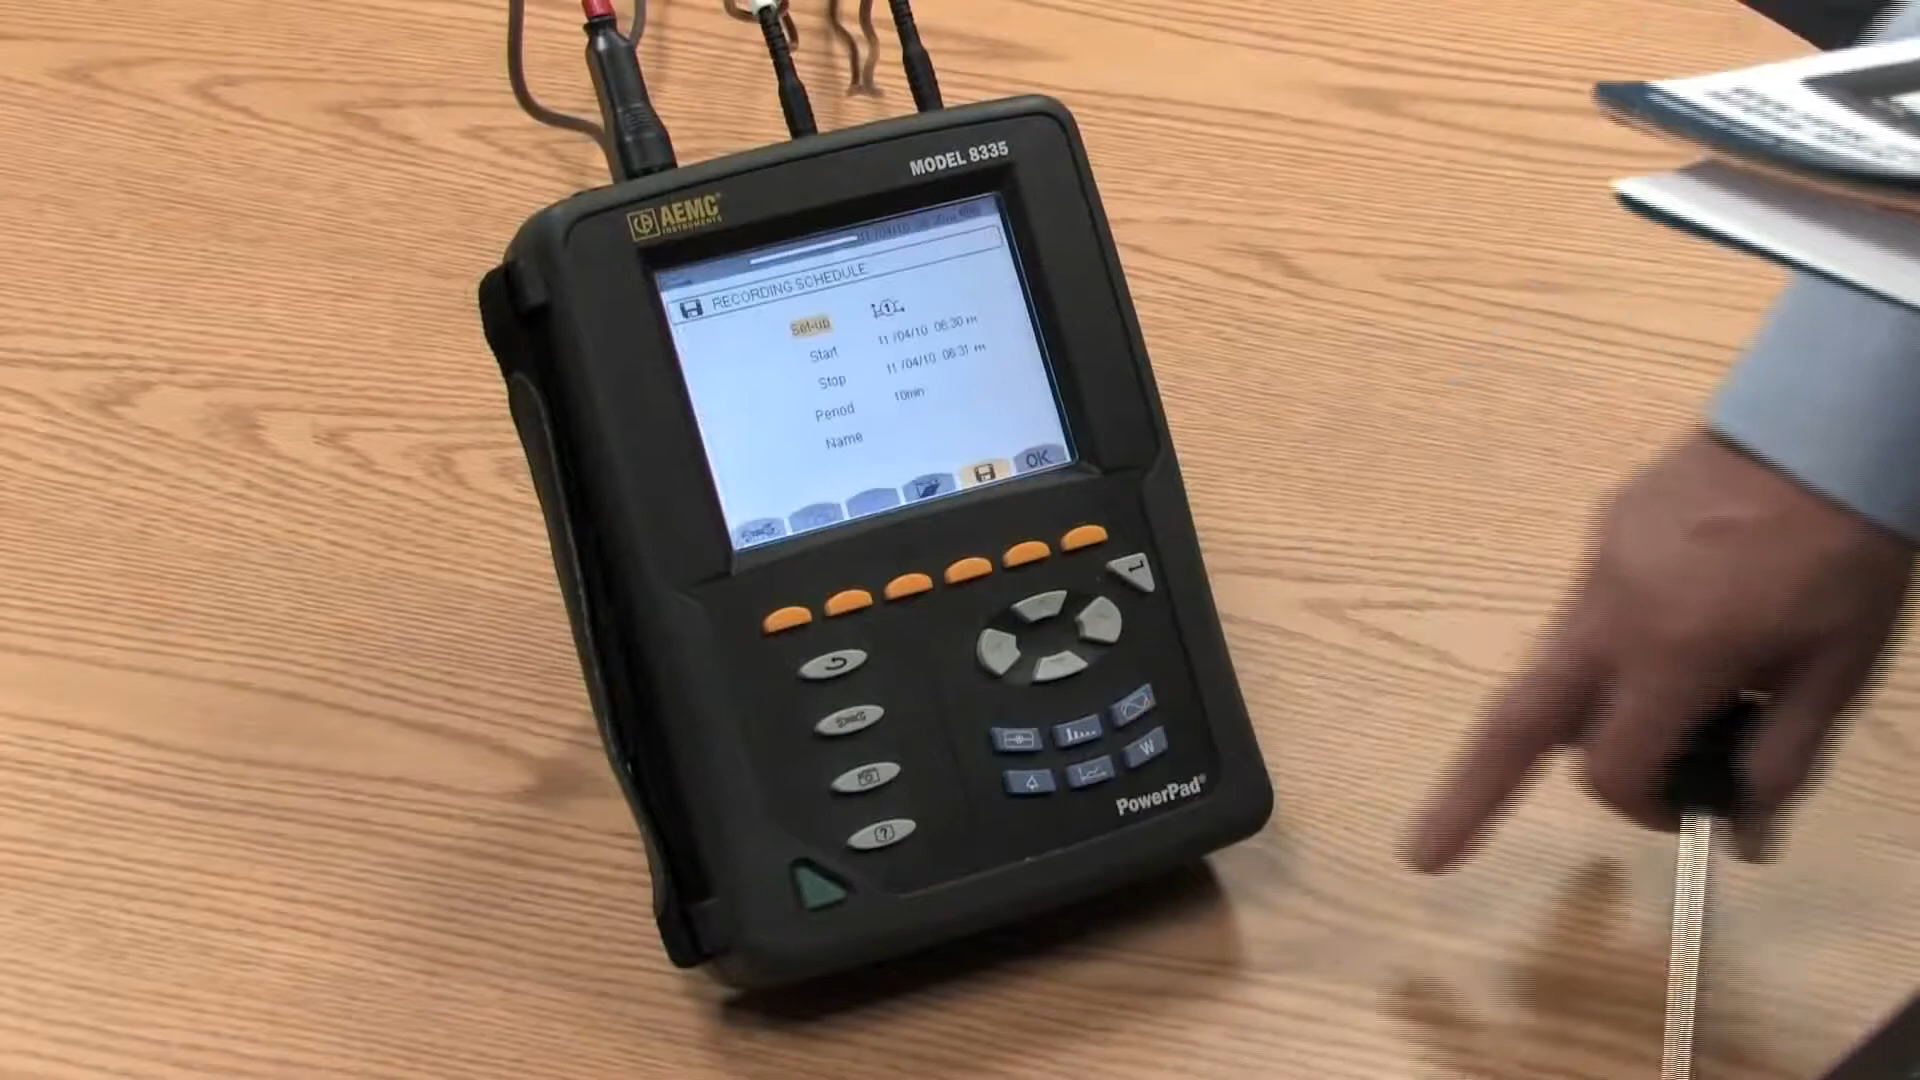 MODEL 8335
AEMC®
INSTRUMENTS
RECORDING SCHEDULE
Set-up 1
Start 11/04/10 06:30 PM
Stop 11/04/10 06:31 PM
Period 10min
Name
OK
W
?
PowerPad®